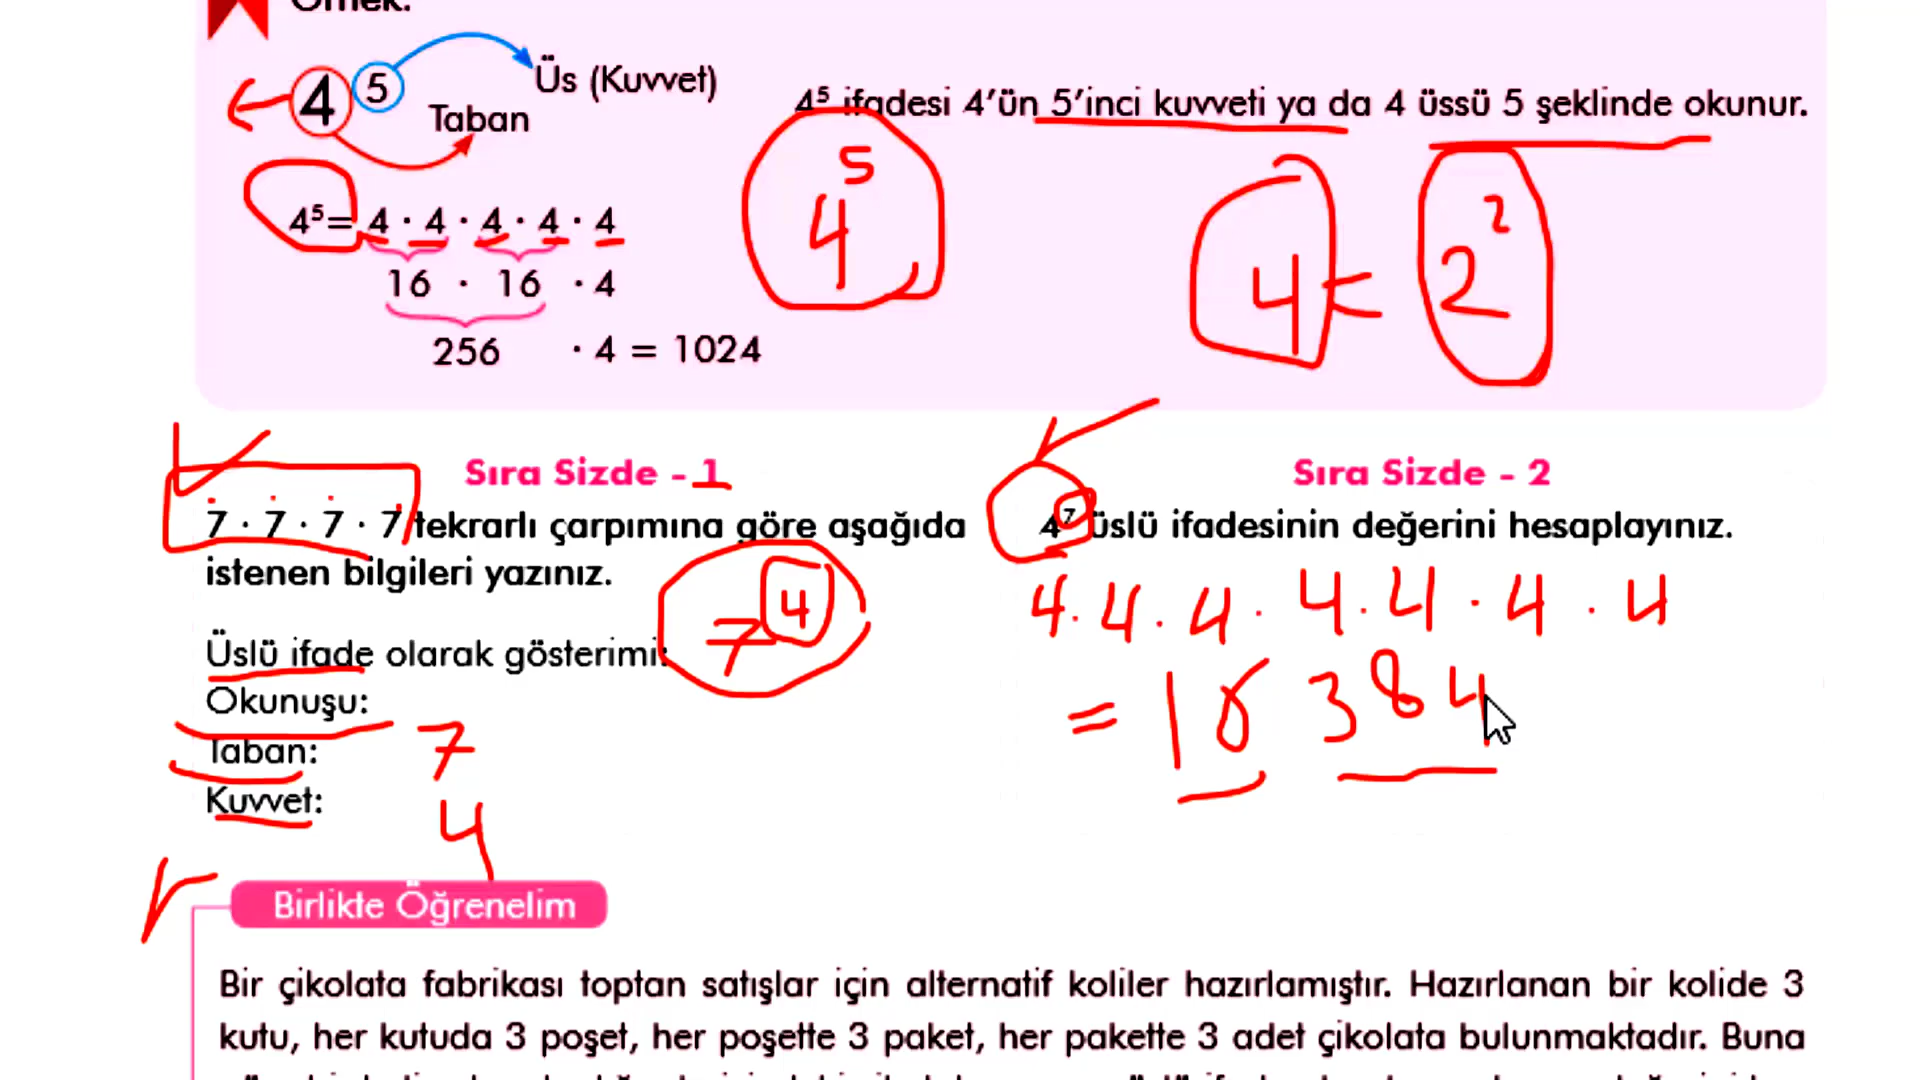 Örnek:
4 5
Üs (Kuvvet)
Taban
4⁵ ifadesi 4'ün 5'inci kuvveti ya da 4 üssü 5 şeklinde okunur.
4⁵= 4 · 4 · 4 · 4 · 4
16 · 16 · 4
256 · 4 = 1024
4⁵
4 = 2²
Sıra Sizde - 1
7 · 7 · 7 · 7 tekrarlı çarpımına göre aşağıda
istenen bilgileri yazınız.
Üslü ifade olarak gösterimi: 7⁴
Okunuşu:
Taban: 7
Kuvvet: 4
Sıra Sizde - 2
4⁷ üslü ifadesinin değerini hesaplayınız.
4 · 4 · 4 · 4 · 4 · 4 · 4
= 16 384
Birlikte Öğrenelim
Bir çikolata fabrikası toptan satışlar için alternatif koliler hazırlamıştır. Hazırlanan bir kolide 3
kutu, her kutuda 3 poşet, her poşette 3 paket, her pakette 3 adet çikolata bulunmaktadır. Buna